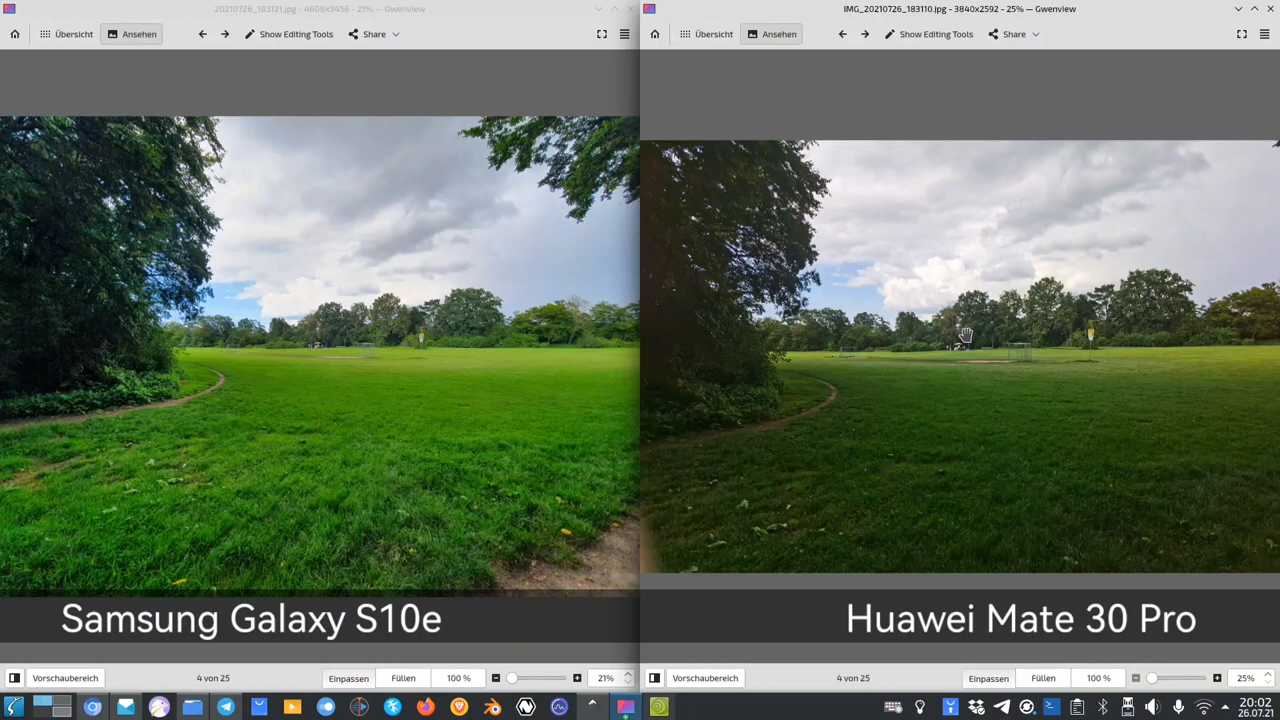 20210726_183121.jpg - 4608x3456 - 21% — Gwenview
Übersicht Ansehen Show Editing Tools Share
Samsung Galaxy S10e
Vorschaubereich 4 von 25 Einpassen Füllen 100 % 21%
IMG_20210726_183110.jpg - 3840x2592 - 25% — Gwenview
Übersicht Ansehen Show Editing Tools Share
Huawei Mate 30 Pro
Vorschaubereich 4 von 25 Einpassen Füllen 100 % 25%
20:02
26.07.21